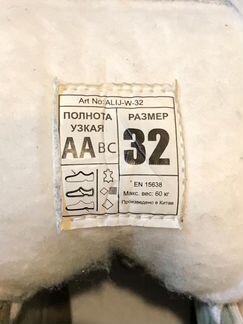 Art No: ALIJ-W-32
ПОЛНОТА
УЗКАЯ
AA BC
РАЗМЕР
32
EN 15638
Макс. вес: 60 кг
Произведено в Китае